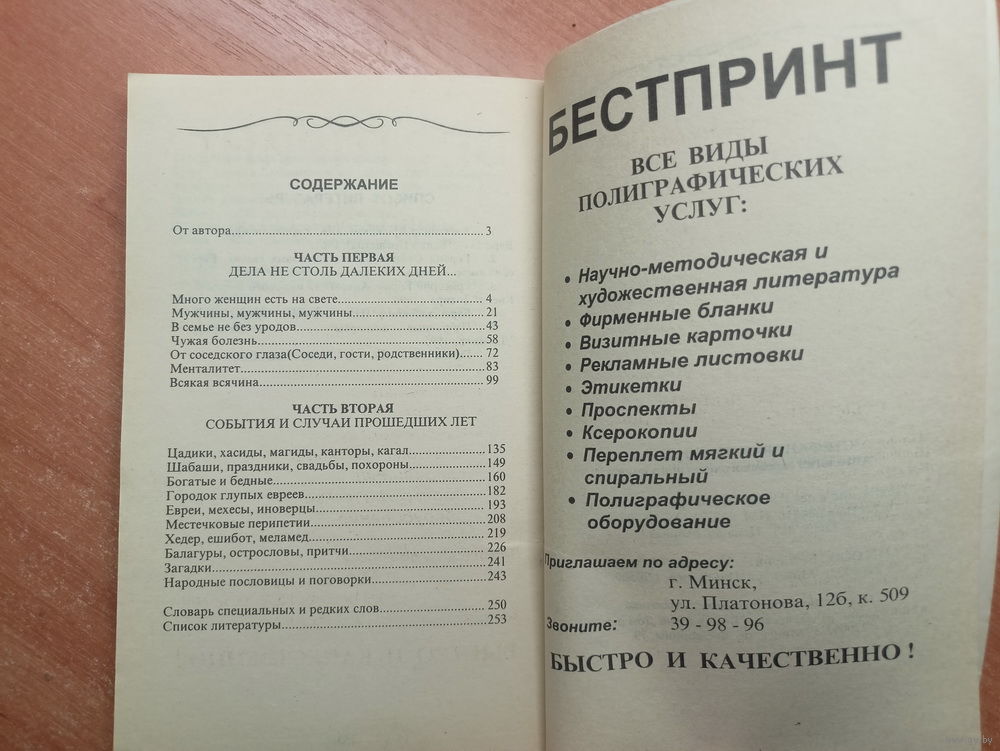 СОДЕРЖАНИЕ
От автора..........3
ЧАСТЬ ПЕРВАЯ
ДЕЛА НЕ СТОЛЬ ДАЛЕКИХ ДНЕЙ...
Много женщин есть на свете..........4
Мужчины, мужчины, мужчины..........21
В семье не без уродов..........43
Чужая болезнь..........58
От соседского глаза(Соседи, гости, родственники)......72
Менталитет..........83
Всякая всячина..........99
ЧАСТЬ ВТОРАЯ
СОБЫТИЯ И СЛУЧАИ ПРОШЕДШИХ ЛЕТ
Цадики, хасиды, магиды, канторы, кагал..........135
Шабаши, праздники, свадьбы, похороны..........149
Богатые и бедные..........160
Городок глупых евреев..........182
Евреи, мехесы, иноверцы..........193
Местечковые перипетии..........208
Хедер, ешибот, меламед..........219
Балагуры, острословы, притчи..........226
Загадки..........241
Народные пословицы и поговорки..........243
Словарь специальных и редких слов..........250
Список литературы..........253
БЕСТПРИНТ
ВСЕ ВИДЫ
ПОЛИГРАФИЧЕСКИХ
УСЛУГ:
• Научно-методическая и
художественная литература
• Фирменные бланки
• Визитные карточки
• Рекламные листовки
• Этикетки
• Проспекты
• Ксерокопии
• Переплет мягкий и
спиральный
• Полиграфическое
оборудование
Приглашаем по адресу:
г. Минск,
ул. Платонова, 12б, к. 509
Звоните: 39 - 98 - 96
БЫСТРО И КАЧЕСТВЕННО!